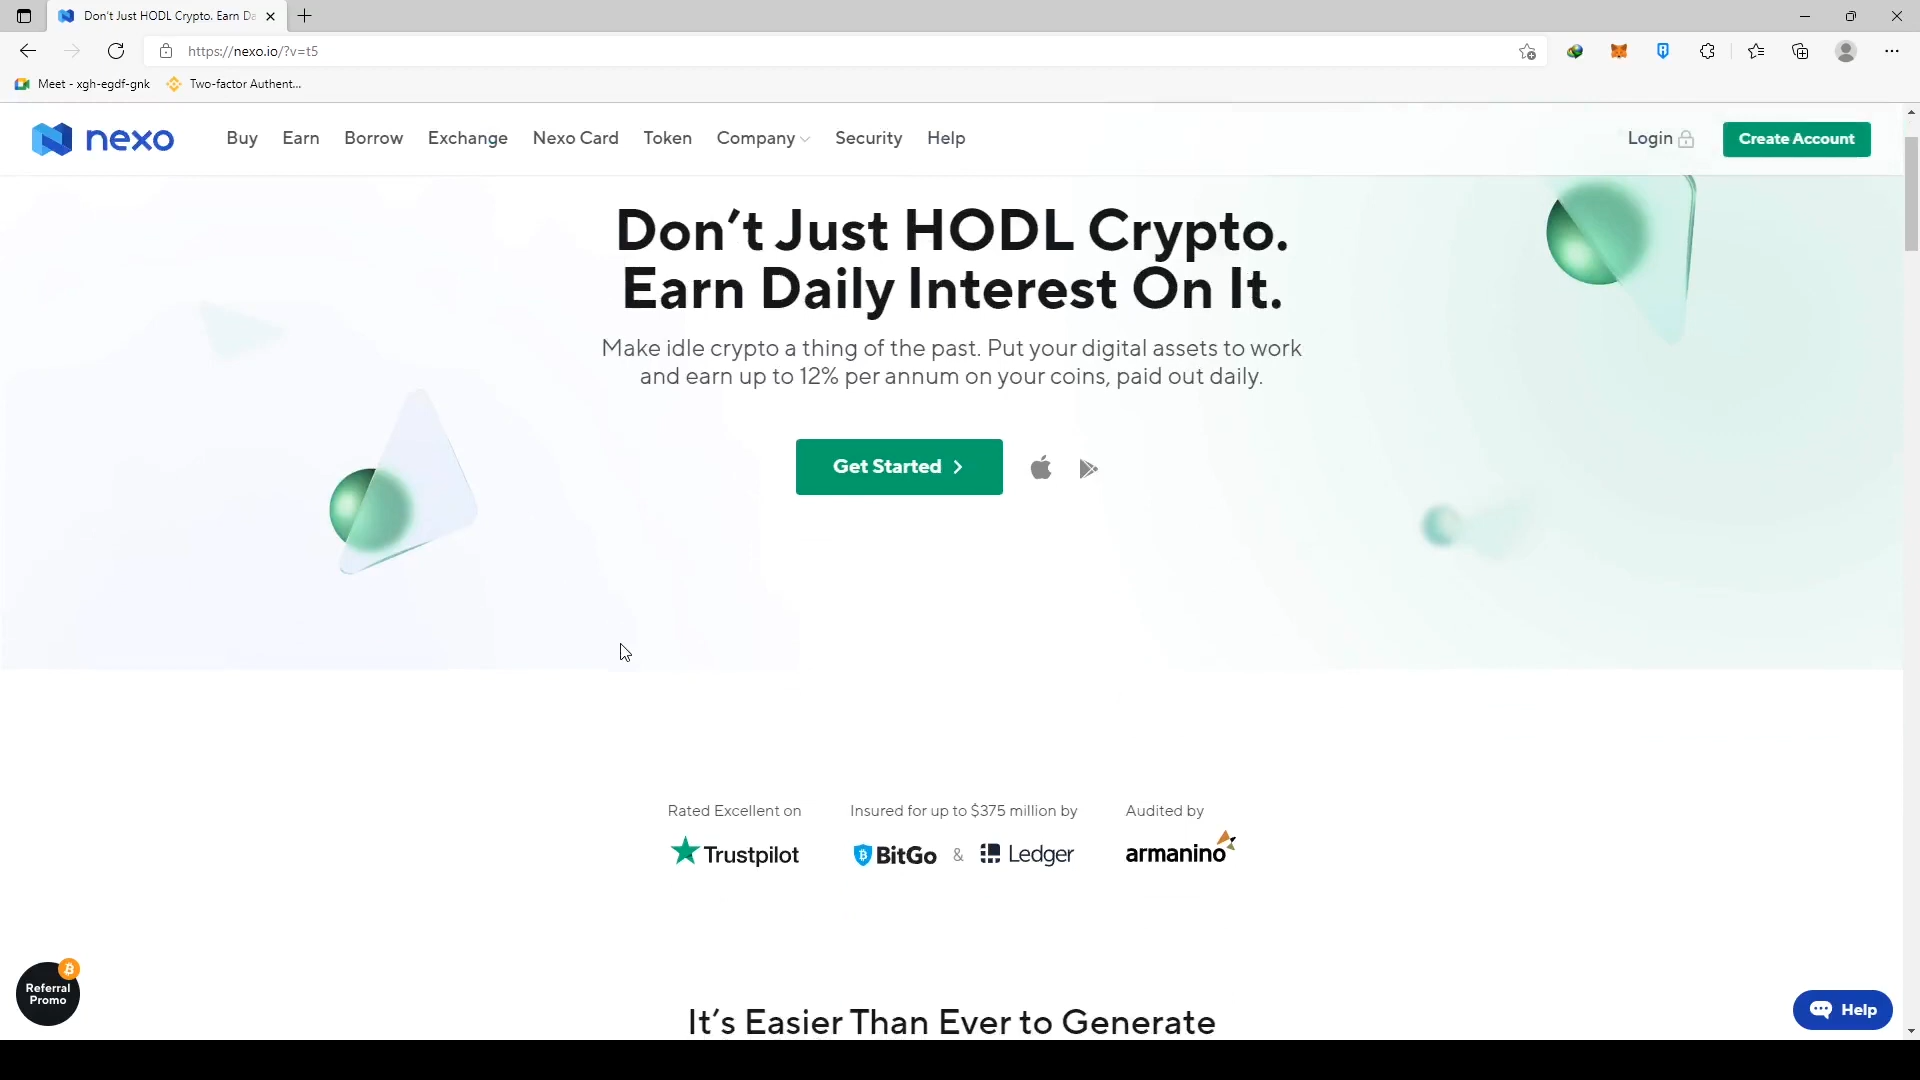 Don't Just HODL Crypto. Earn Da
https://nexo.io/?v=t5
Meet - xgh-egdf-gnk
Two-factor Authent...
nexo
Buy
Earn
Borrow
Exchange
Nexo Card
Token
Company
Security
Help
Login
Create Account
Don't Just HODL Crypto.
Earn Daily Interest On It.
Make idle crypto a thing of the past. Put your digital assets to work
and earn up to 12% per annum on your coins, paid out daily.
Get Started
Rated Excellent on
Trustpilot
Insured for up to $375 million by
BitGo & Ledger
Audited by
armanino
Referral
Promo
Help
It's Easier Than Ever to Generate